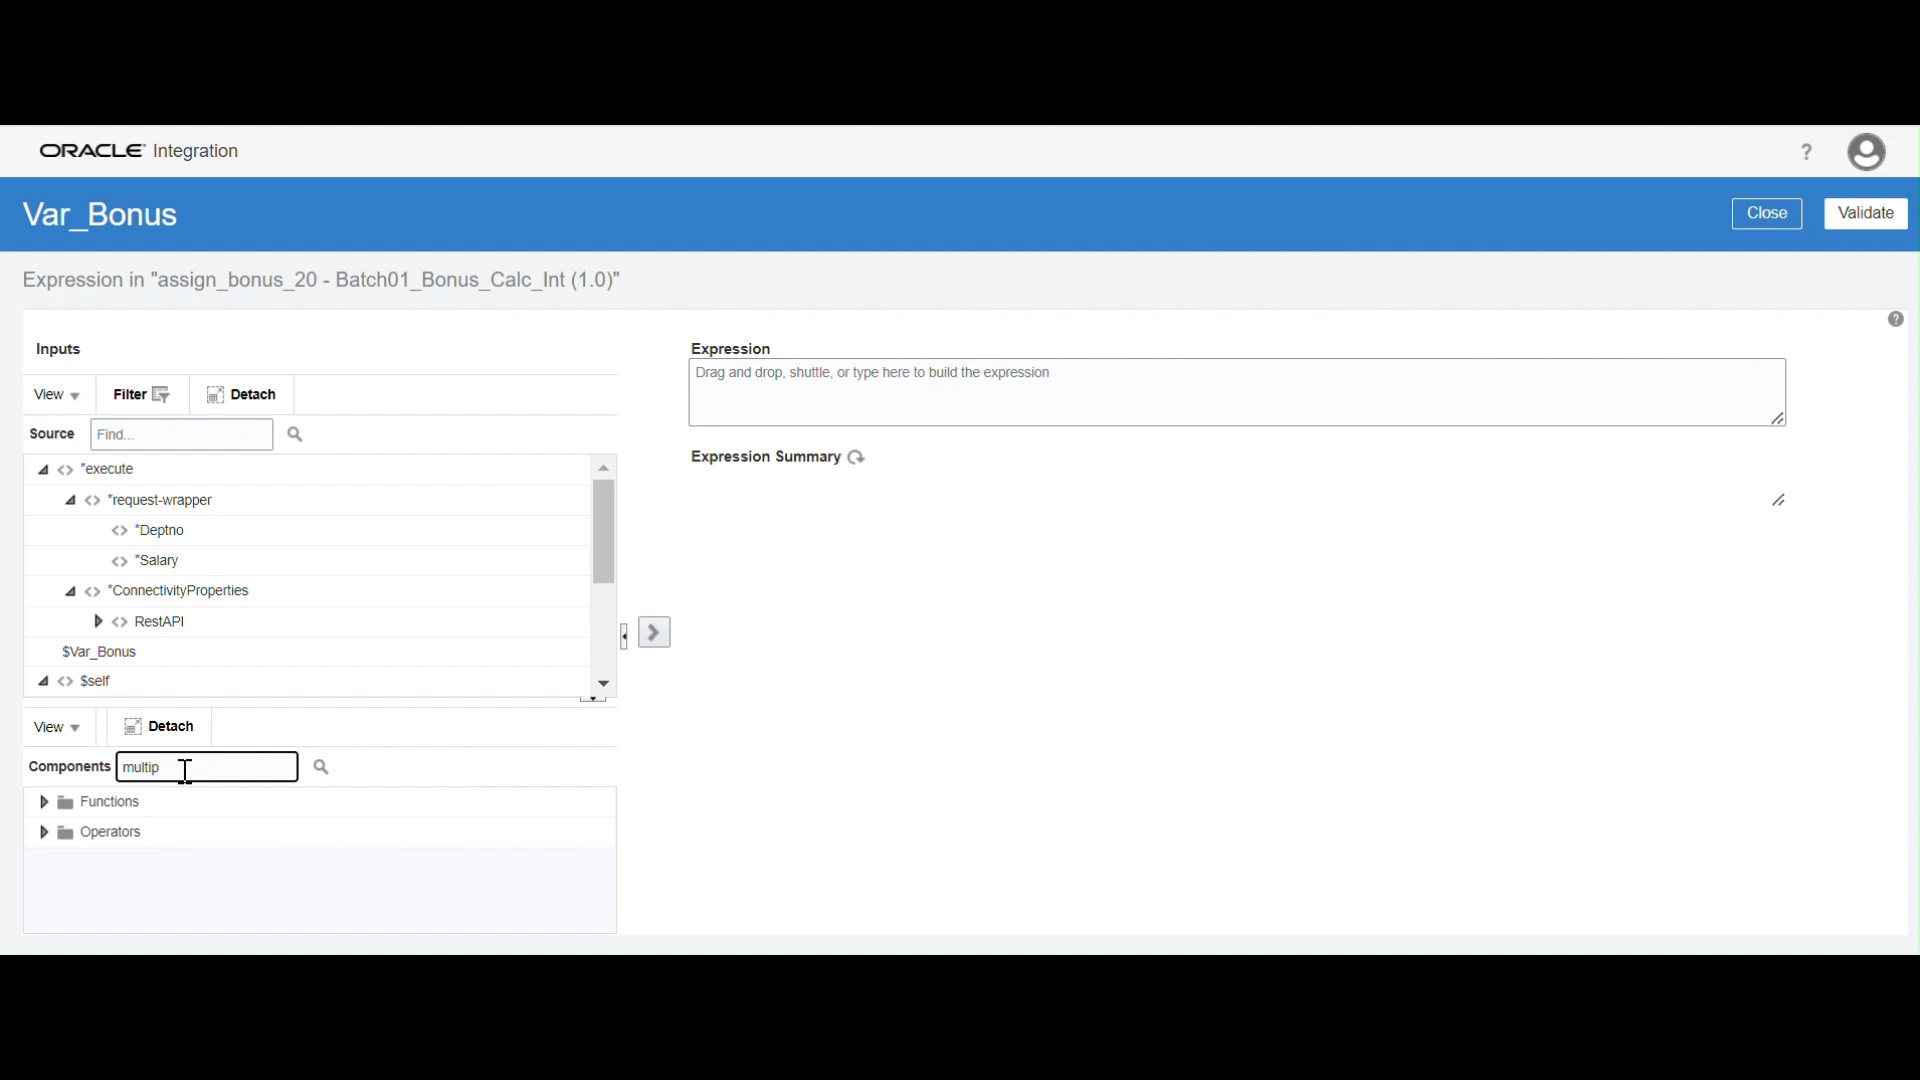 ORACLE Integration
?
Var_Bonus
Close
Validate
Expression in "assign_bonus_20 - Batch01_Bonus_Calc_Int (1.0)"
?
Inputs
View
Filter
Detach
Source
Find...
<> *execute
<> *request-wrapper
<> *Deptno
<> *Salary
<> *ConnectivityProperties
<> RestAPI
$Var_Bonus
<> $self
View
Detach
Components
multip
Functions
Operators
Expression
Drag and drop, shuttle, or type here to build the expression
Expression Summary